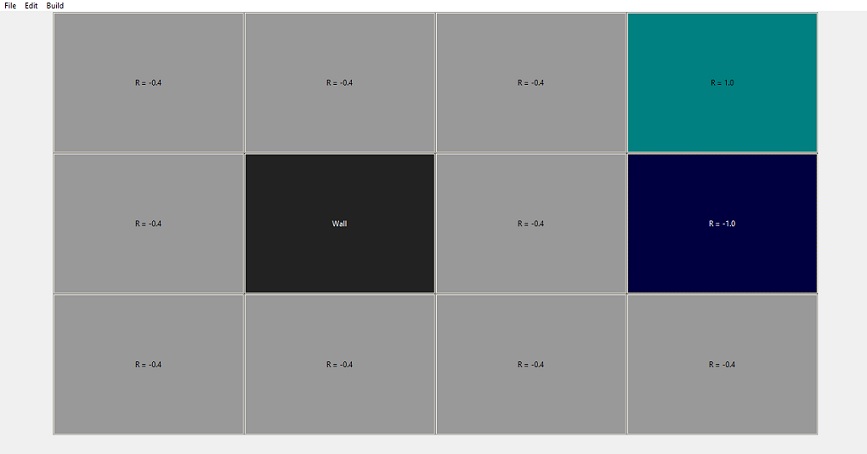 File Edit Build
R = -0.4 R = -0.4 R = -0.4 R = 1.0
R = -0.4 Wall R = -0.4 R = -1.0
R = -0.4 R = -0.4 R = -0.4 R = -0.4